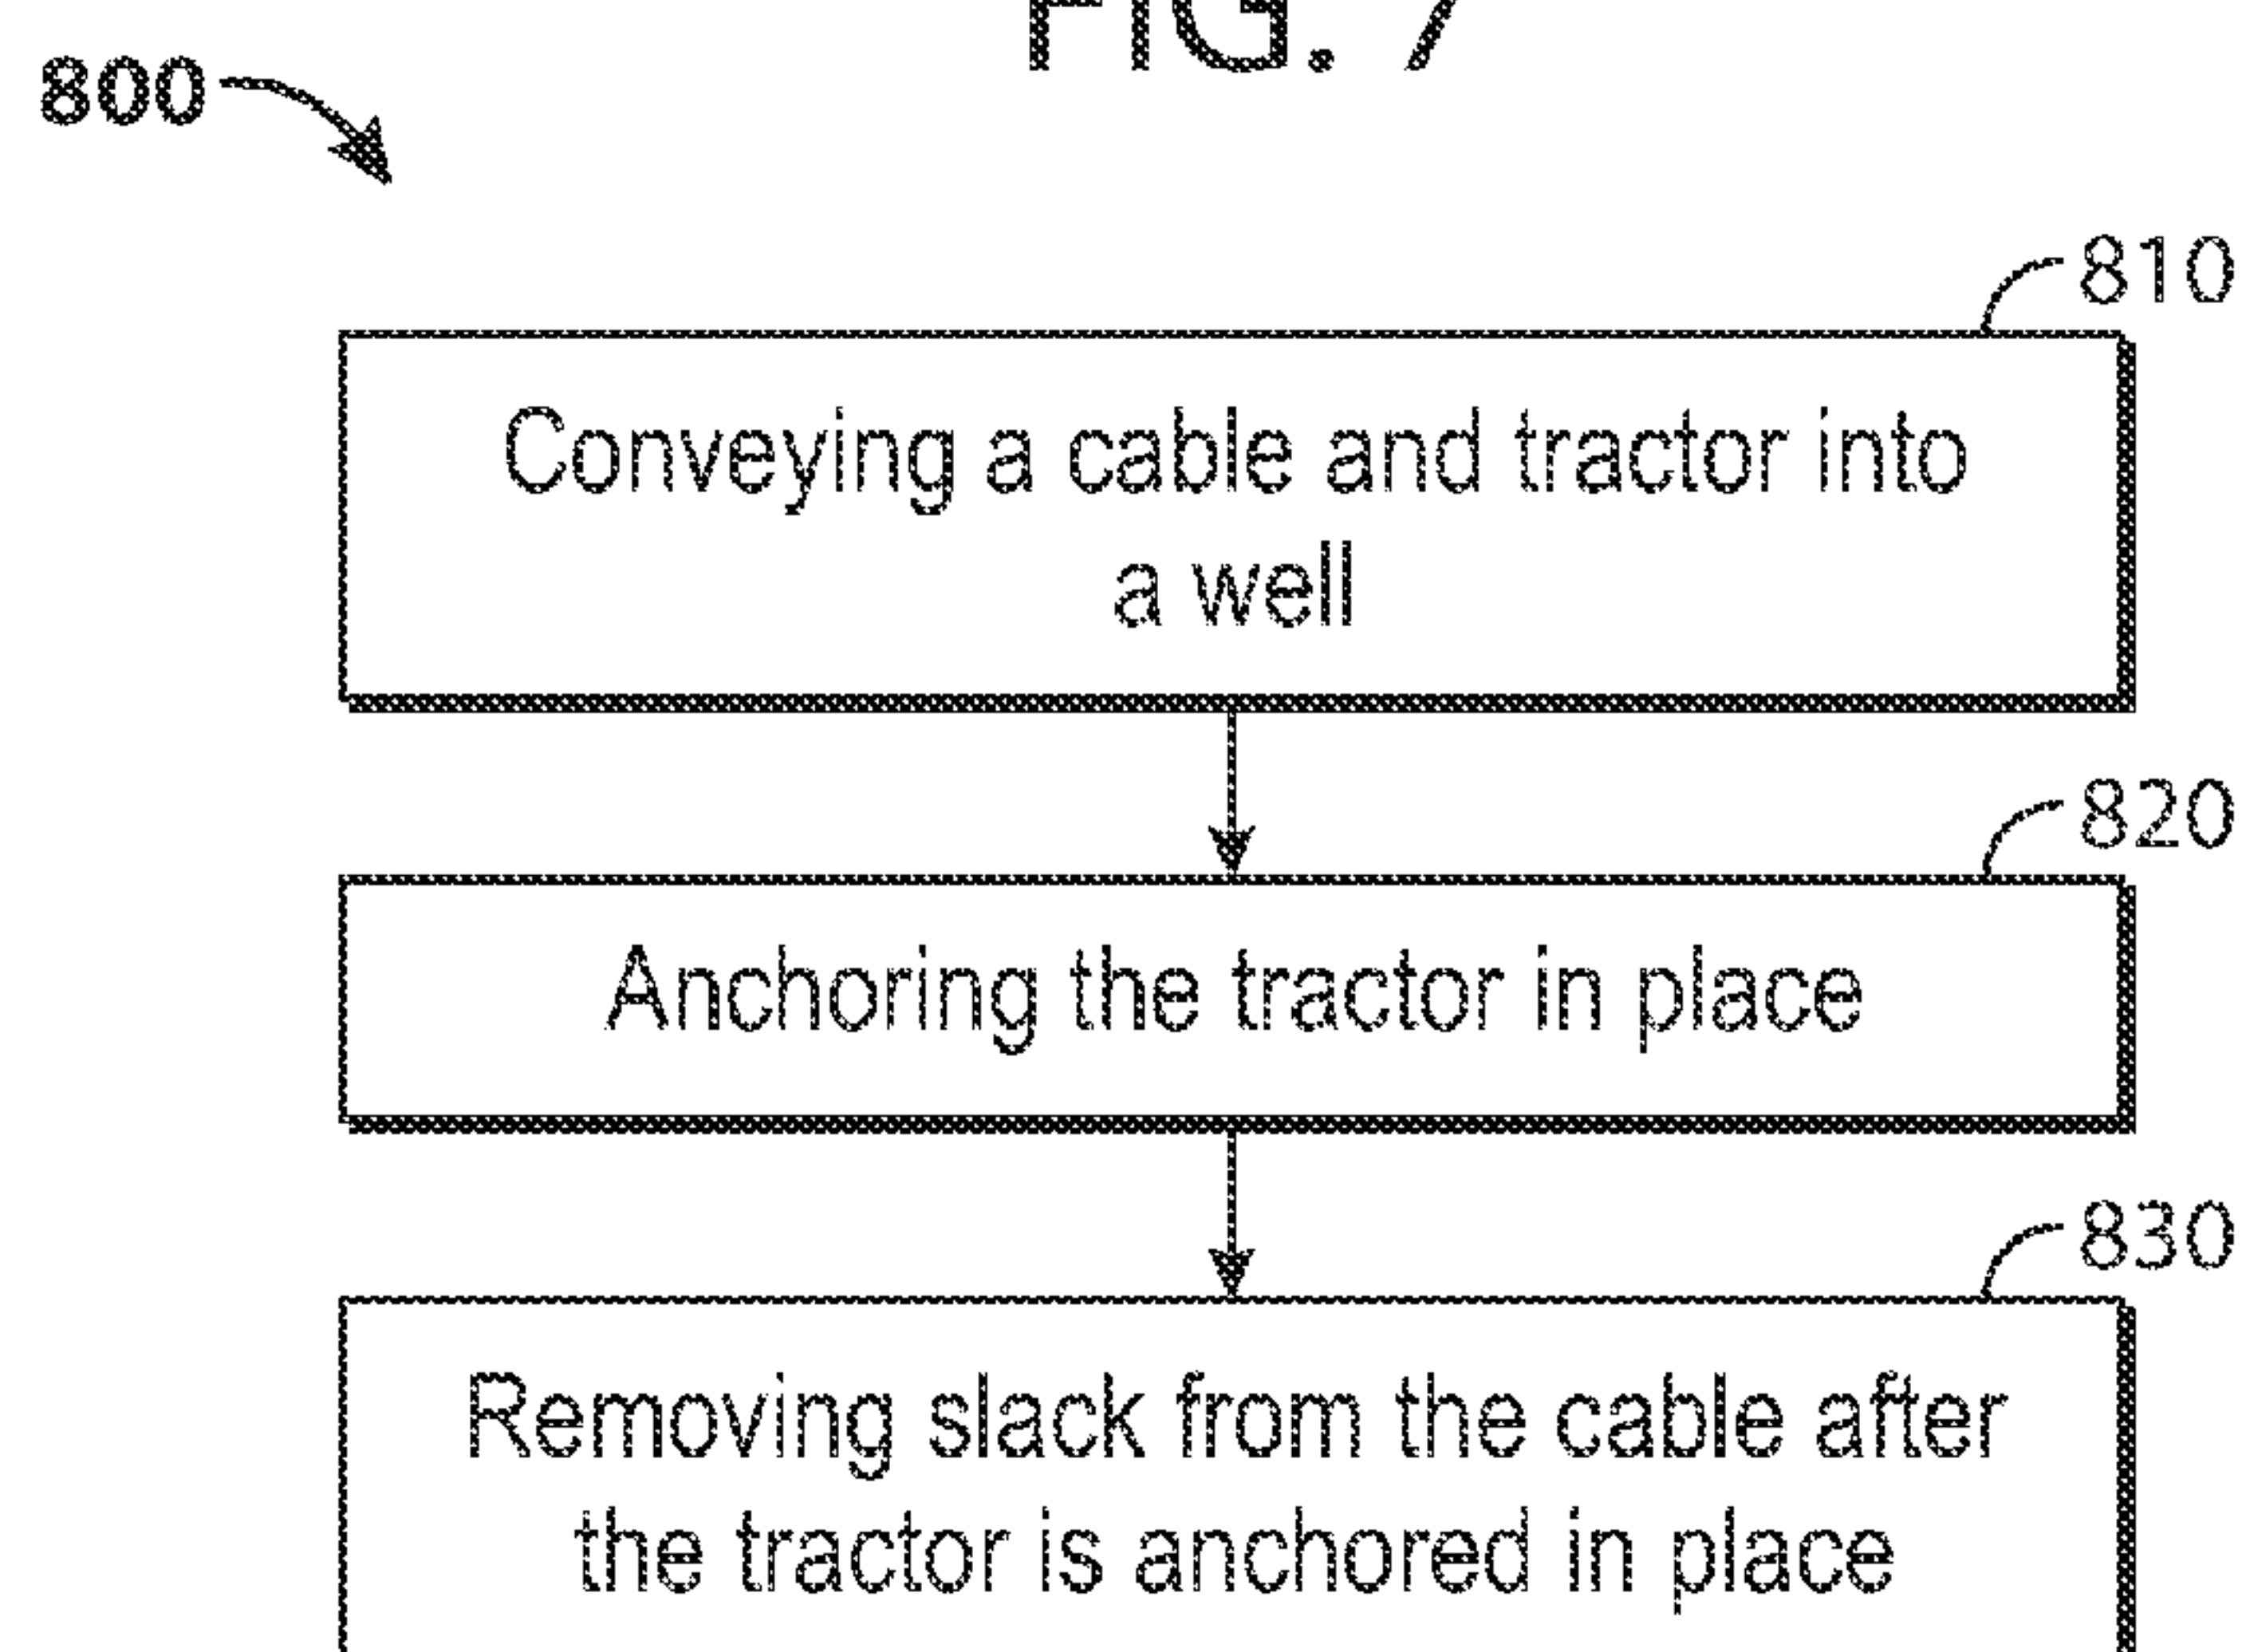 FIG. 7
800
810
Conveying a cable and tractor into
a well
820
Anchoring the tractor in place
830
Removing slack from the cable after
the tractor is anchored in place